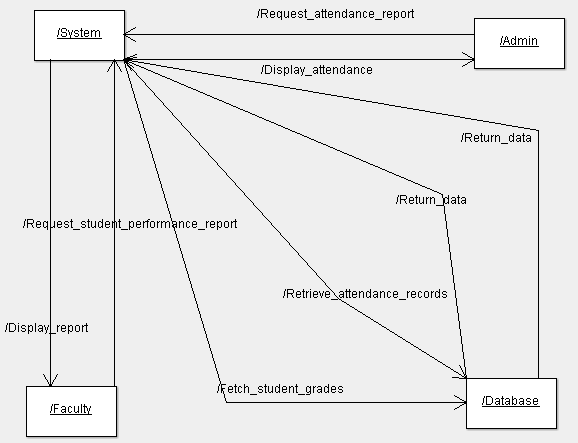 /Request_attendance_report
/System
/Admin
/Display_attendance
/Return_data
/Return_data
/Request_student_performance_report
/Retrieve_attendance_records
/Display_report
/Fetch_student_grades
/Faculty
/Database